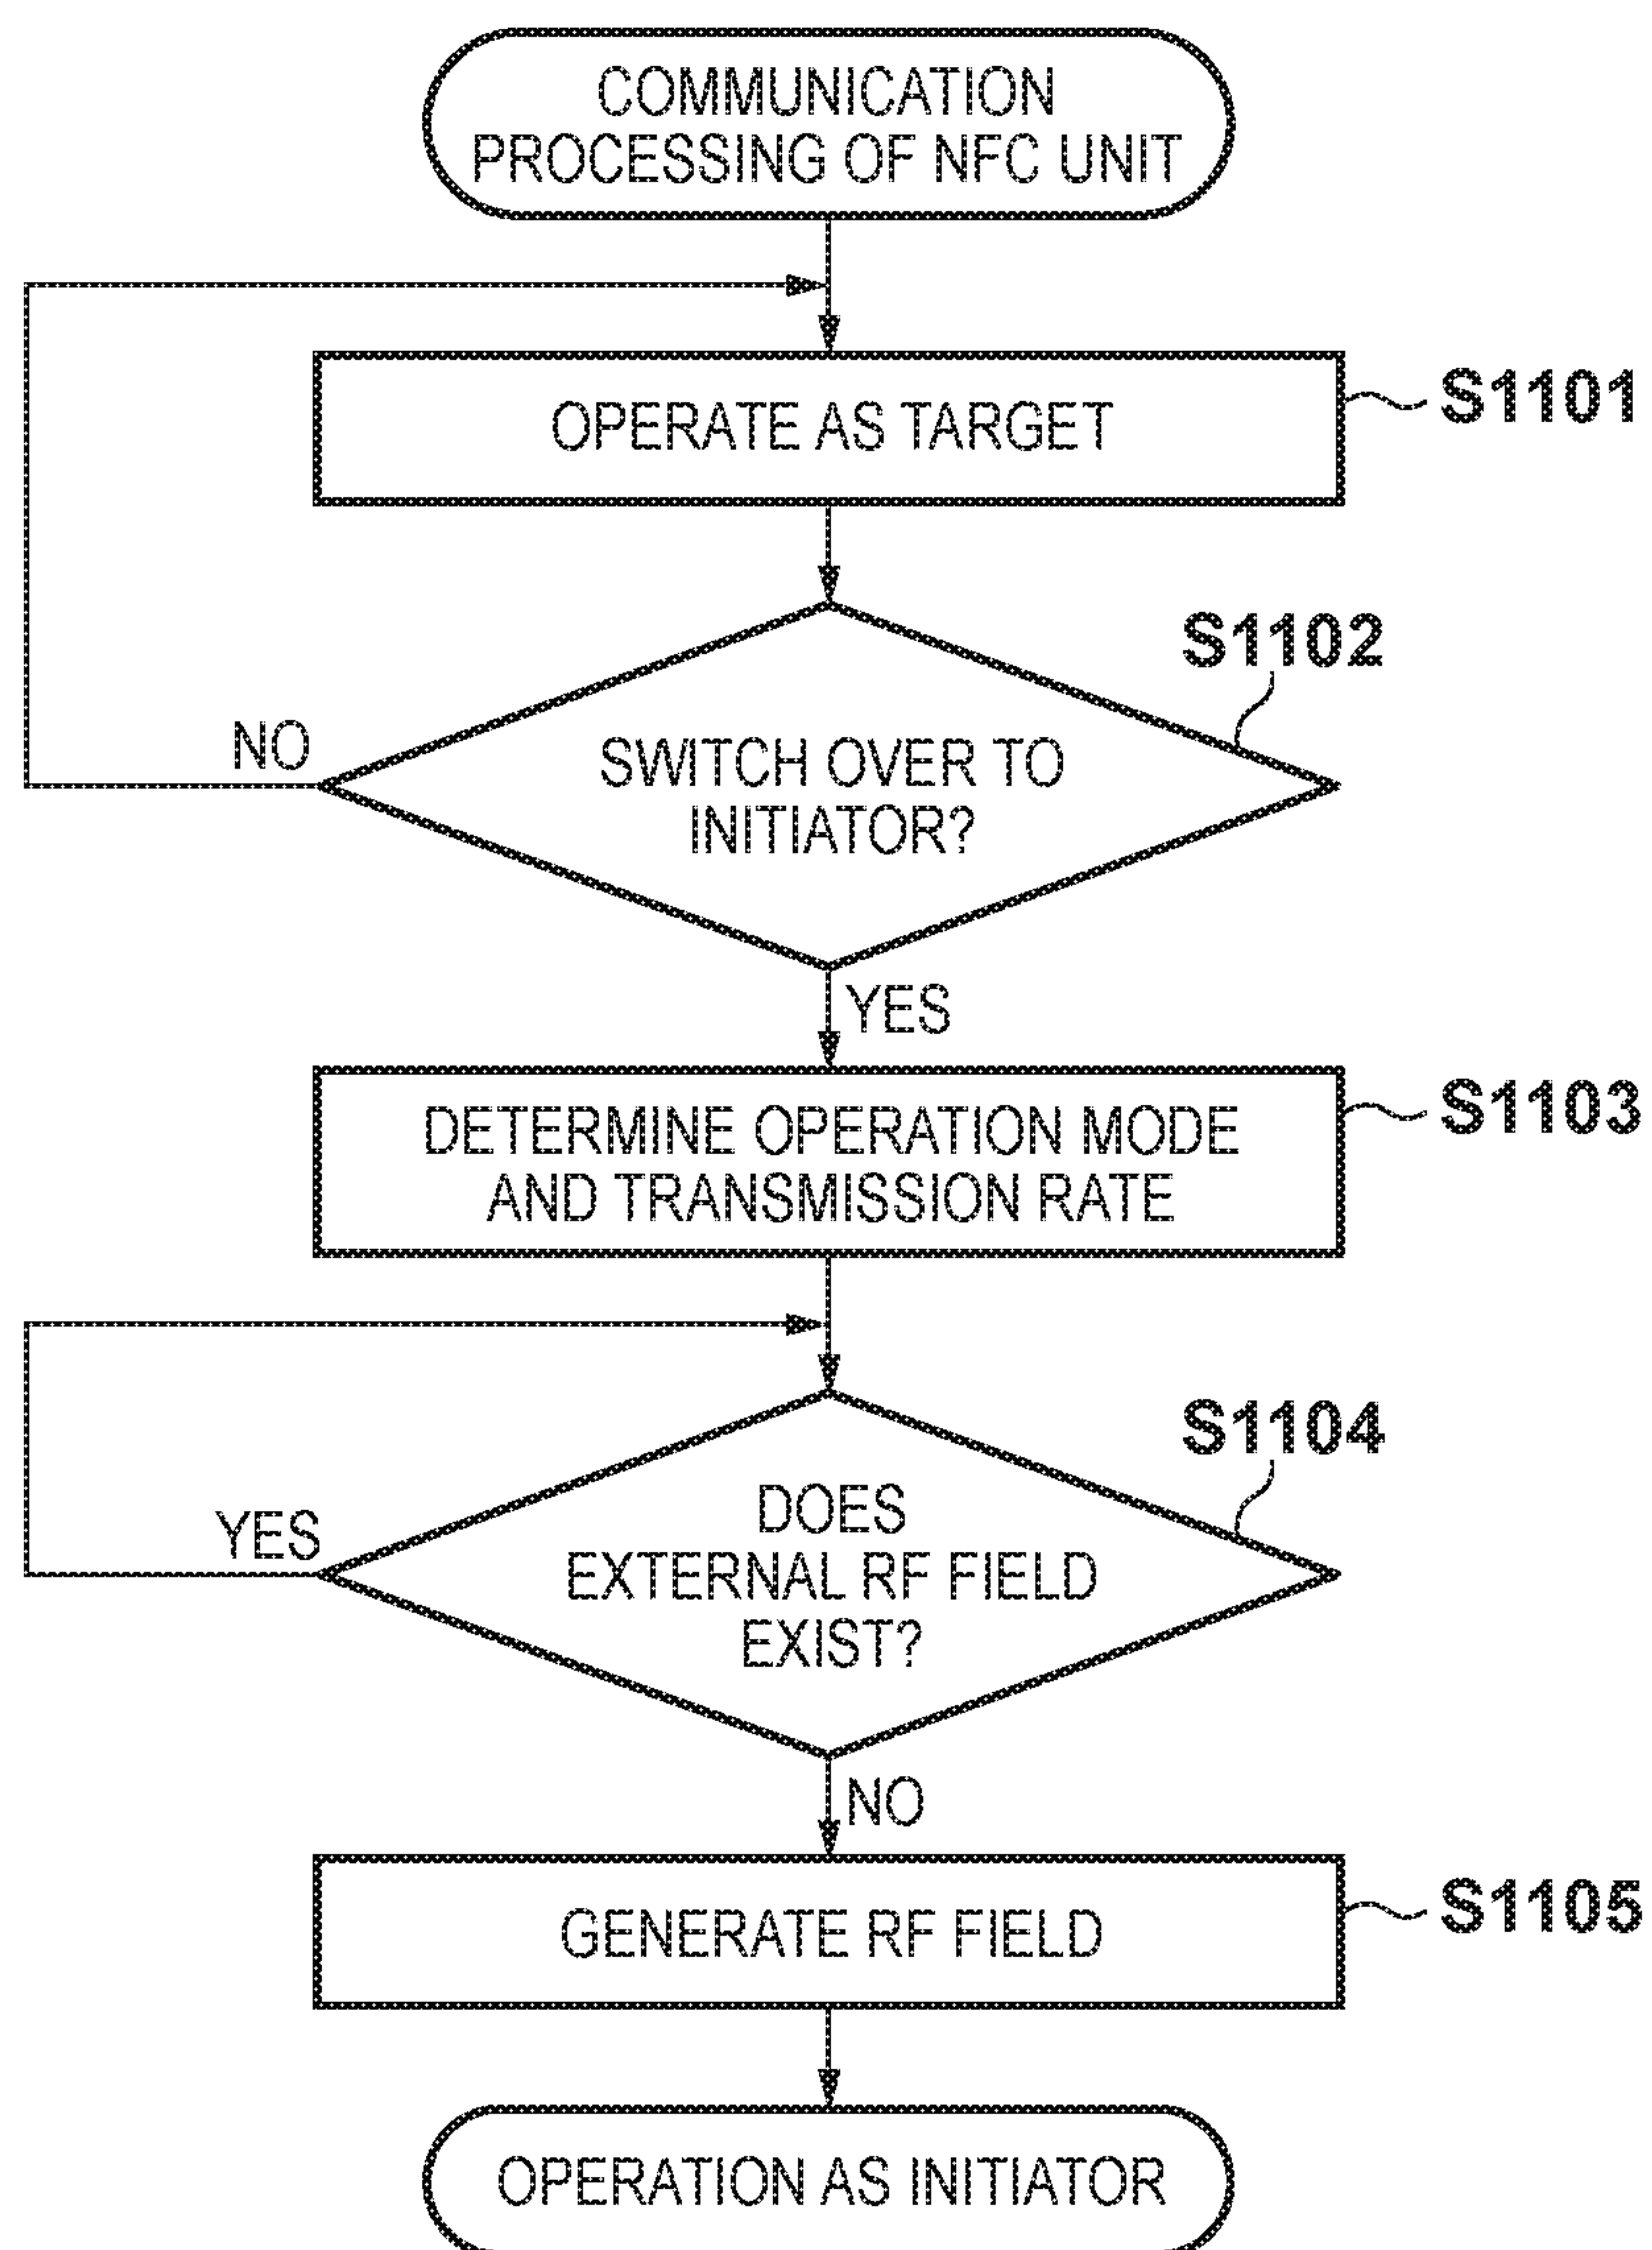 COMMUNICATION
PROCESSING OF NFC UNIT
OPERATE AS TARGET
S1101
S1102
NO
SWITCH OVER TO
INITIATOR?
YES
DETERMINE OPERATION MODE
AND TRANSMISSION RATE
S1103
S1104
YES
DOES
EXTERNAL RF FIELD
EXIST?
NO
GENERATE RF FIELD
S1105
OPERATION AS INITIATOR